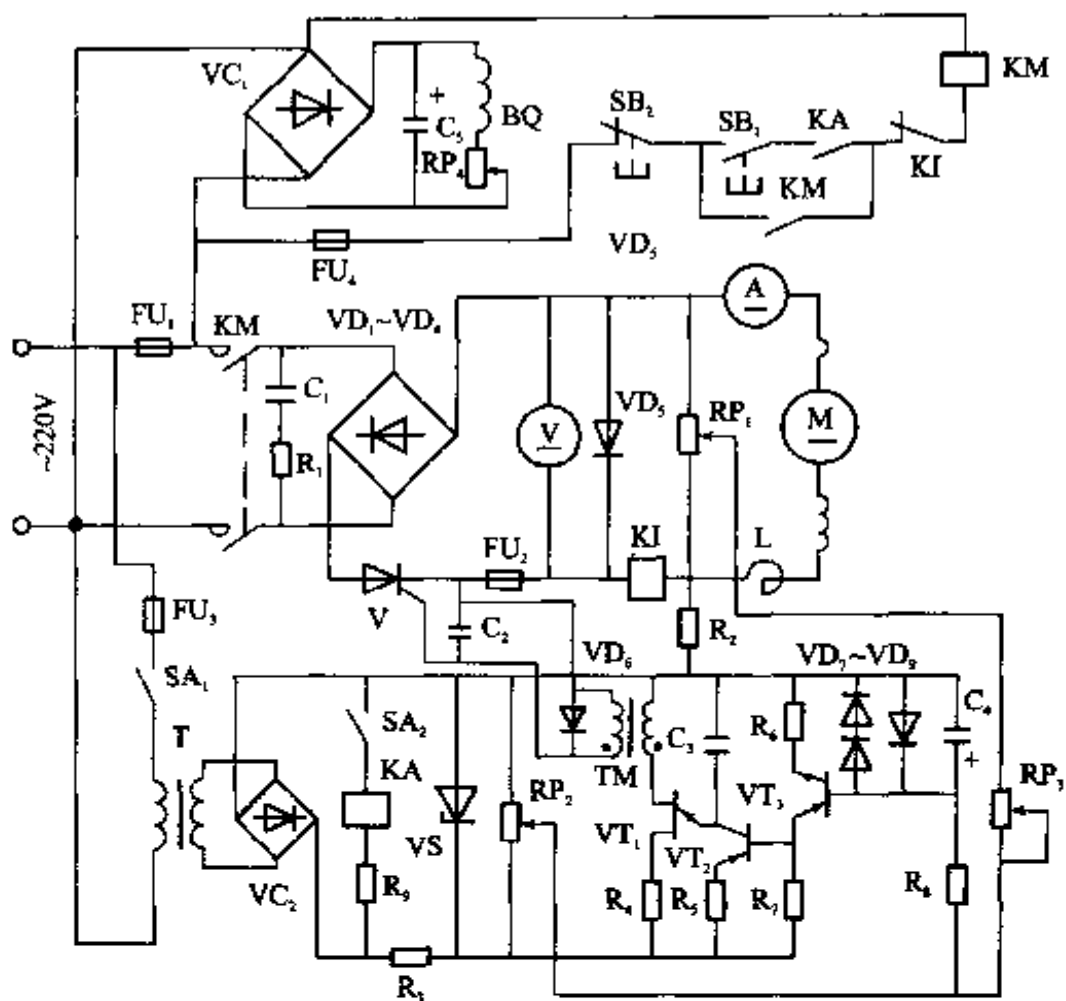 VC₁
C₅
+
BQ
RP₄
SB₂
SB₁
KA
KM
KI
KM
FU₄
VD₅
FU₁
KM
VD₁~VD₄
A
~220V
C₁
R₁
V
VD₅
RP₁
M
FU₂
KI
L
FU₃
V
C₂
R₂
SA₁
VD₆
VD₇~VD₉
T
SA₂
KA
TM
C₃
R₆
C₄
+
RP₃
VS
RP₂
VT₁
VT₂
VT₃
VC₂
R₉
R₄
R₅
R₇
R₈
R₃